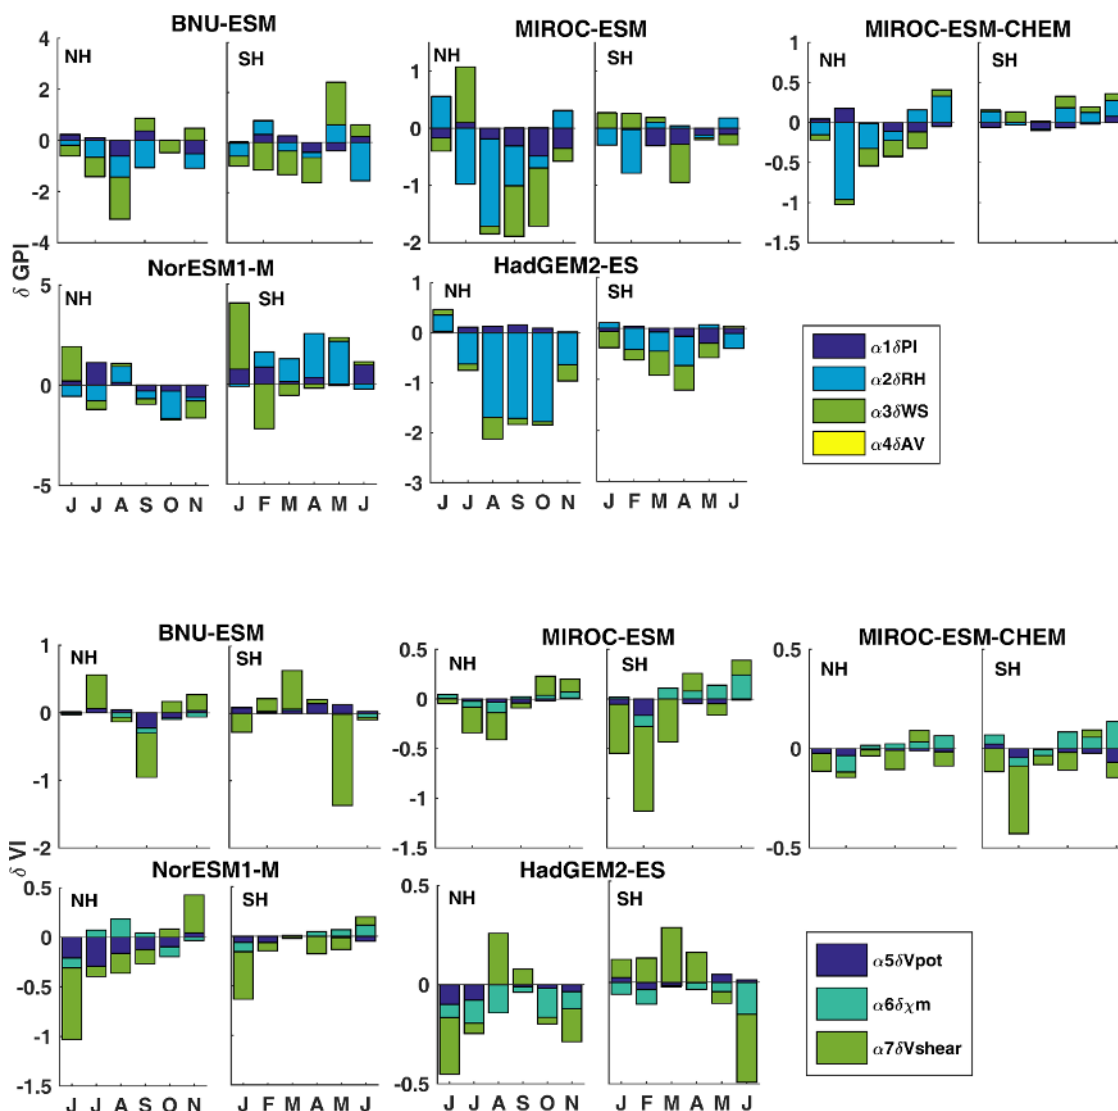 BNU-ESM
MIROC-ESM
MIROC-ESM-CHEM
4
NH
SH
2
0
-2
-4
1
NH
SH
0
-1
-2
1
NH
SH
0.5
0
-0.5
-1
-1.5
δ GPI
NorESM1-M
HadGEM2-ES
5
NH
SH
0
-5
J J A S O N
J F M A M J
1
NH
SH
0
-1
-2
-3
J J A S O N
J F M A M J
α1δPI
α2δRH
α3δWS
α4δAV
BNU-ESM
MIROC-ESM
MIROC-ESM-CHEM
1
NH
SH
0
-1
-2
0.5
NH
SH
0
-0.5
-1
-1.5
0.5
NH
SH
0
-0.5
δ VI
NorESM1-M
HadGEM2-ES
0.5
NH
SH
0
-0.5
-1
-1.5
J J A S O N
J F M A M J
0.5
NH
SH
0
-0.5
J J A S O N
J F M A M J
α5δVpot
α6δχm
α7δVshear